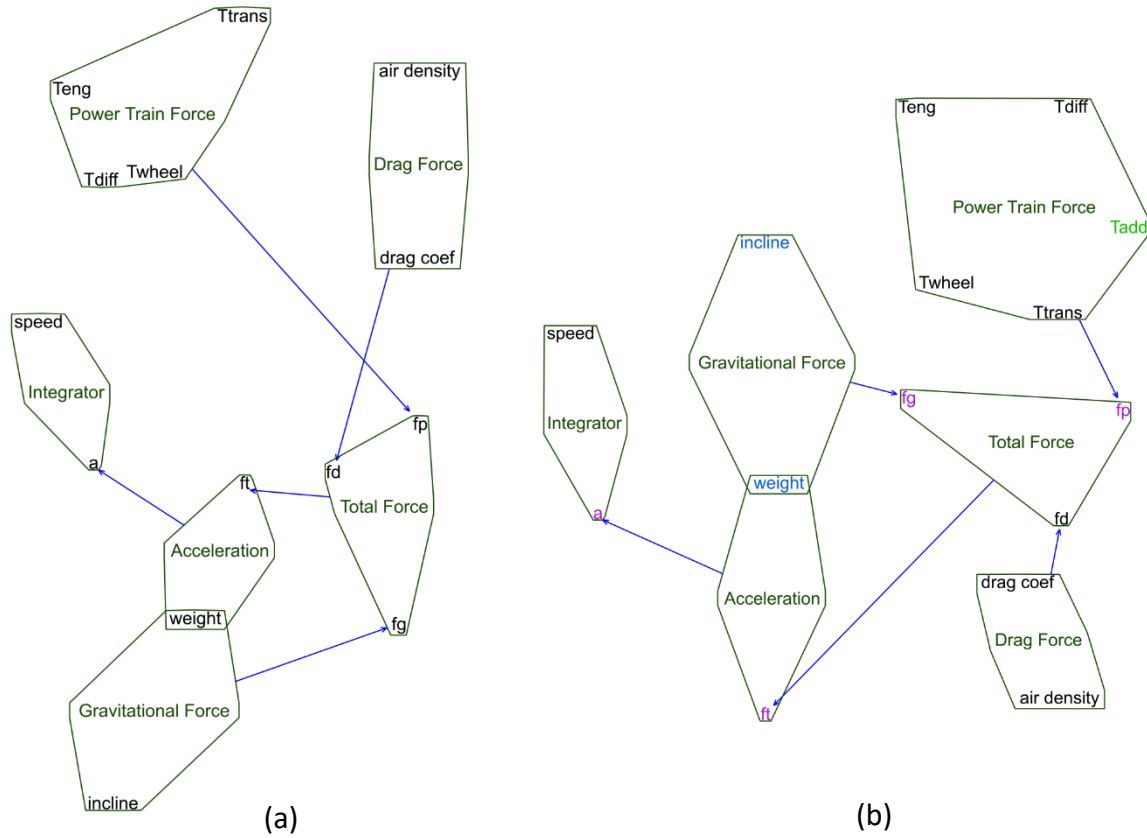 Ttrans
Teng
Power Train Force
Tdiff
Twheel
air density
Drag Force
drag coef
speed
Integrator
a
fp
fd
ft
Total Force
Acceleration
weight
fg
Gravitational Force
incline
(a)
Teng
Tdiff
Power Train Force
Tadd
Twheel
Ttrans
incline
Gravitational Force
weight
speed
Integrator
a
fg
fp
Total Force
fd
Acceleration
ft
drag coef
Drag Force
air density
(b)